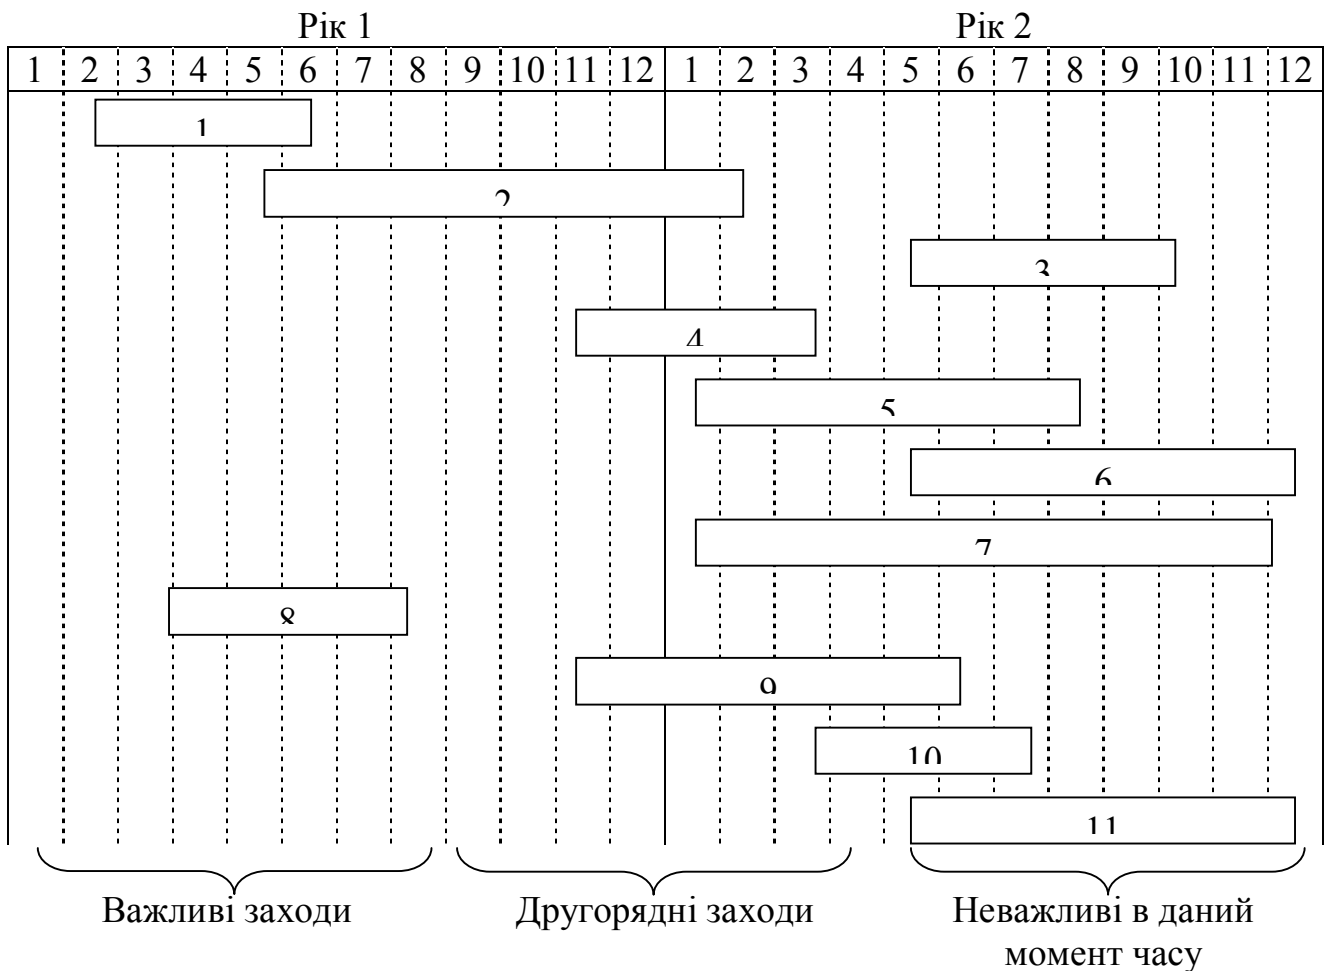 Рік 1 Рік 2
1 2 3 4 5 6 7 8 9 10 11 12 1 2 3 4 5 6 7 8 9 10 11 12
1
2
3
4
5
6
7
8
9
10
11
Важливі заходи Другорядні заходи Неважливі в даний
момент часу